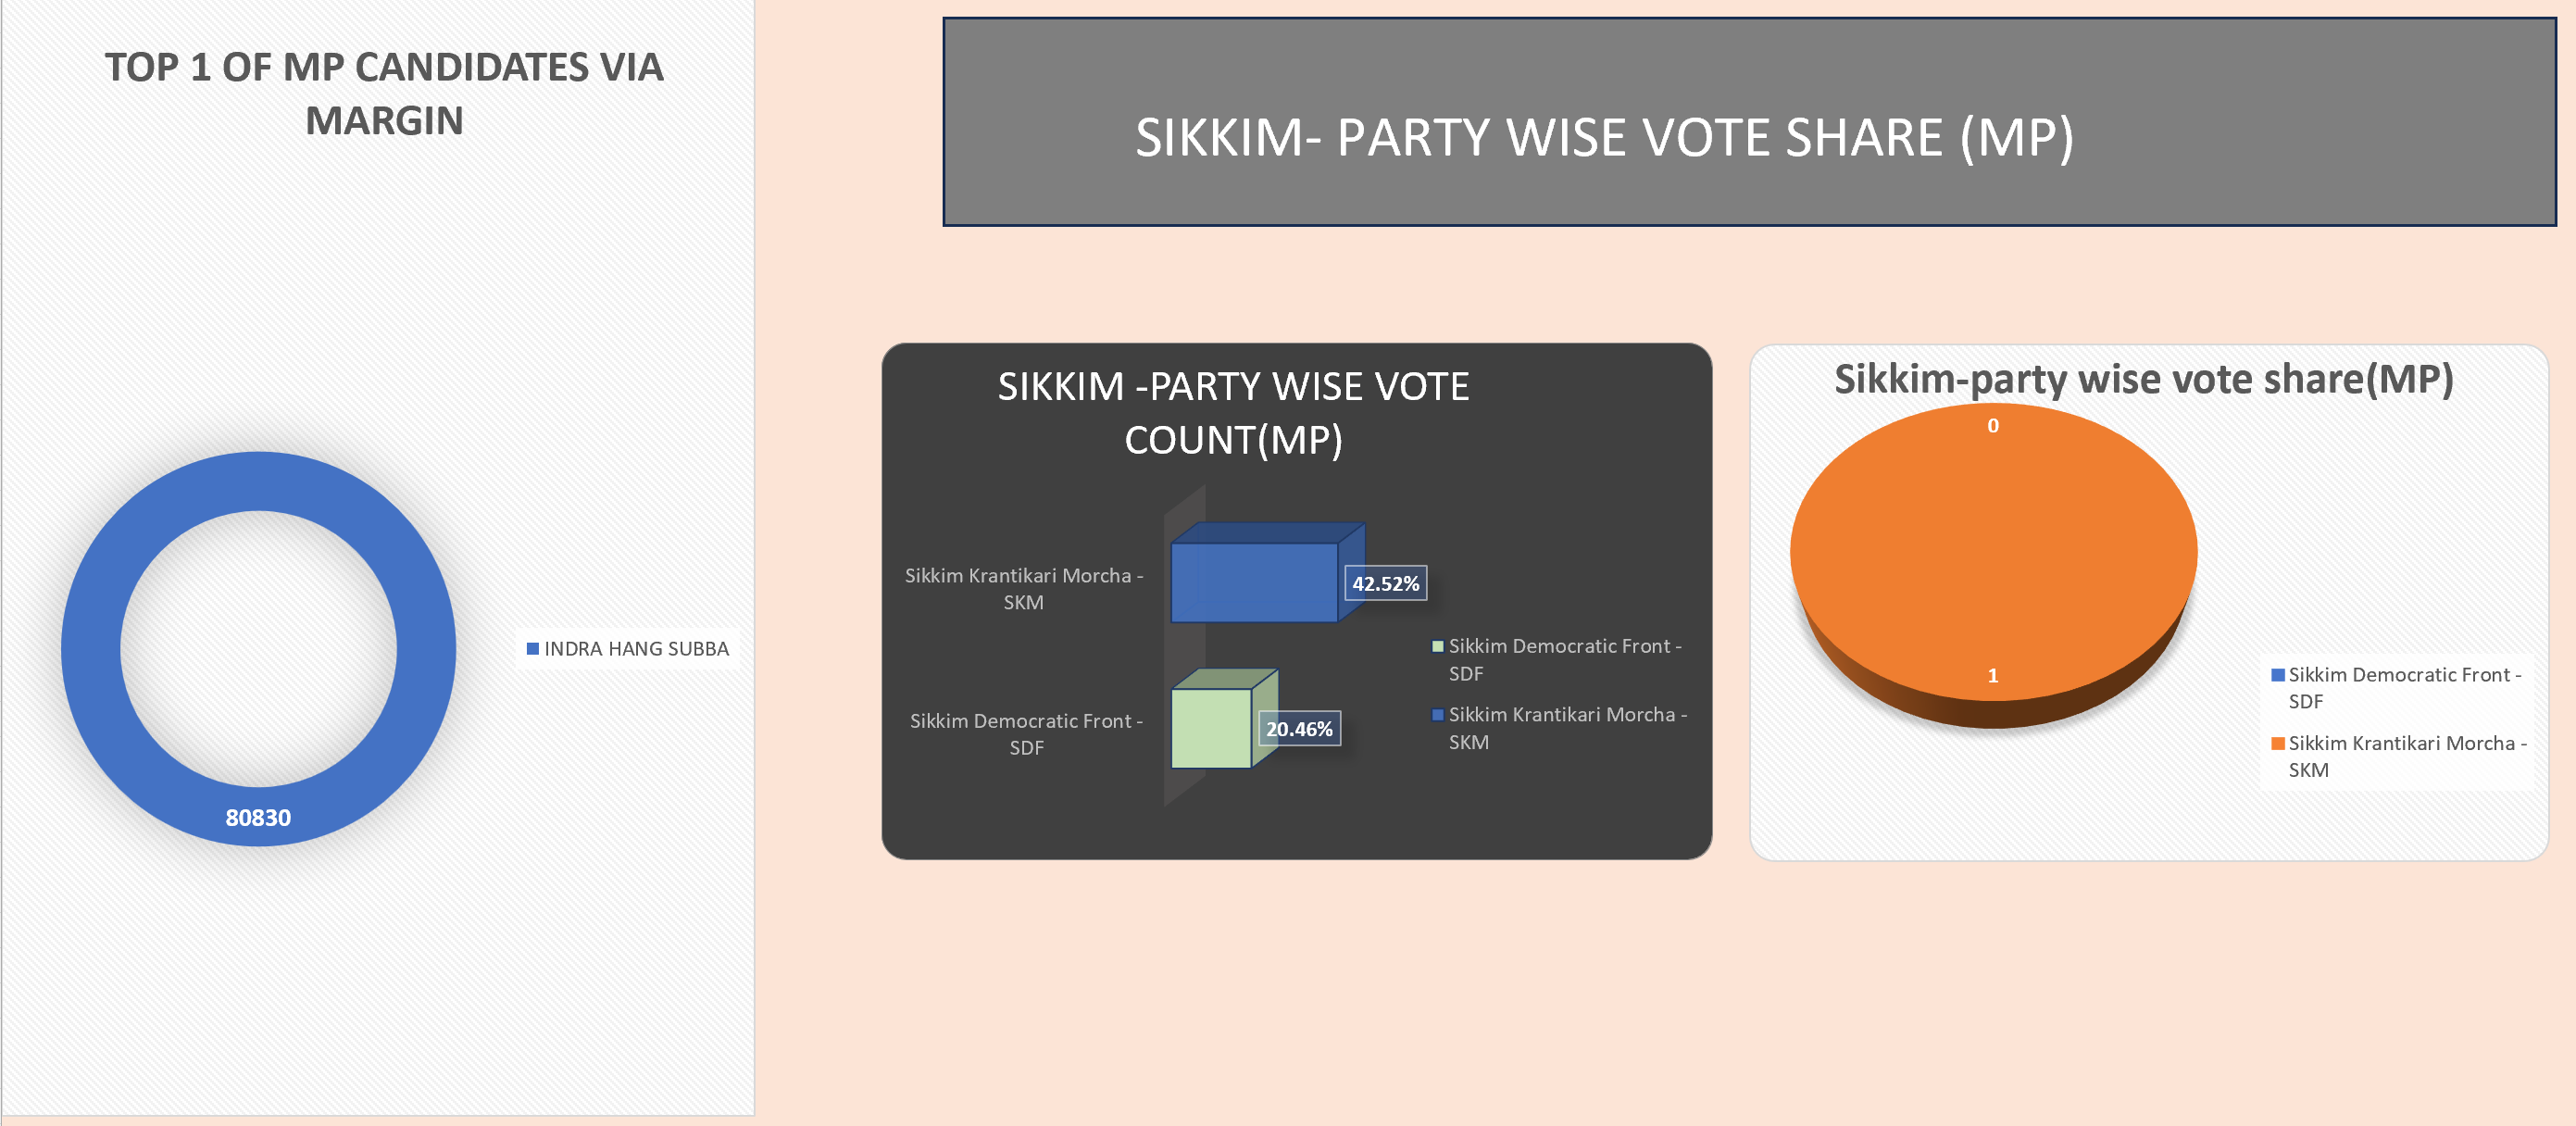 TOP 1 OF MP CANDIDATES VIA
MARGIN
80830
INDRA HANG SUBBA
SIKKIM- PARTY WISE VOTE SHARE (MP)
SIKKIM -PARTY WISE VOTE
COUNT(MP)
Sikkim Krantikari Morcha -
SKM
42.52%
Sikkim Democratic Front -
SDF
20.46%
Sikkim Democratic Front -
SDF
Sikkim Krantikari Morcha -
SKM
Sikkim-party wise vote share(MP)
0
1
Sikkim Democratic Front -
SDF
Sikkim Krantikari Morcha -
SKM